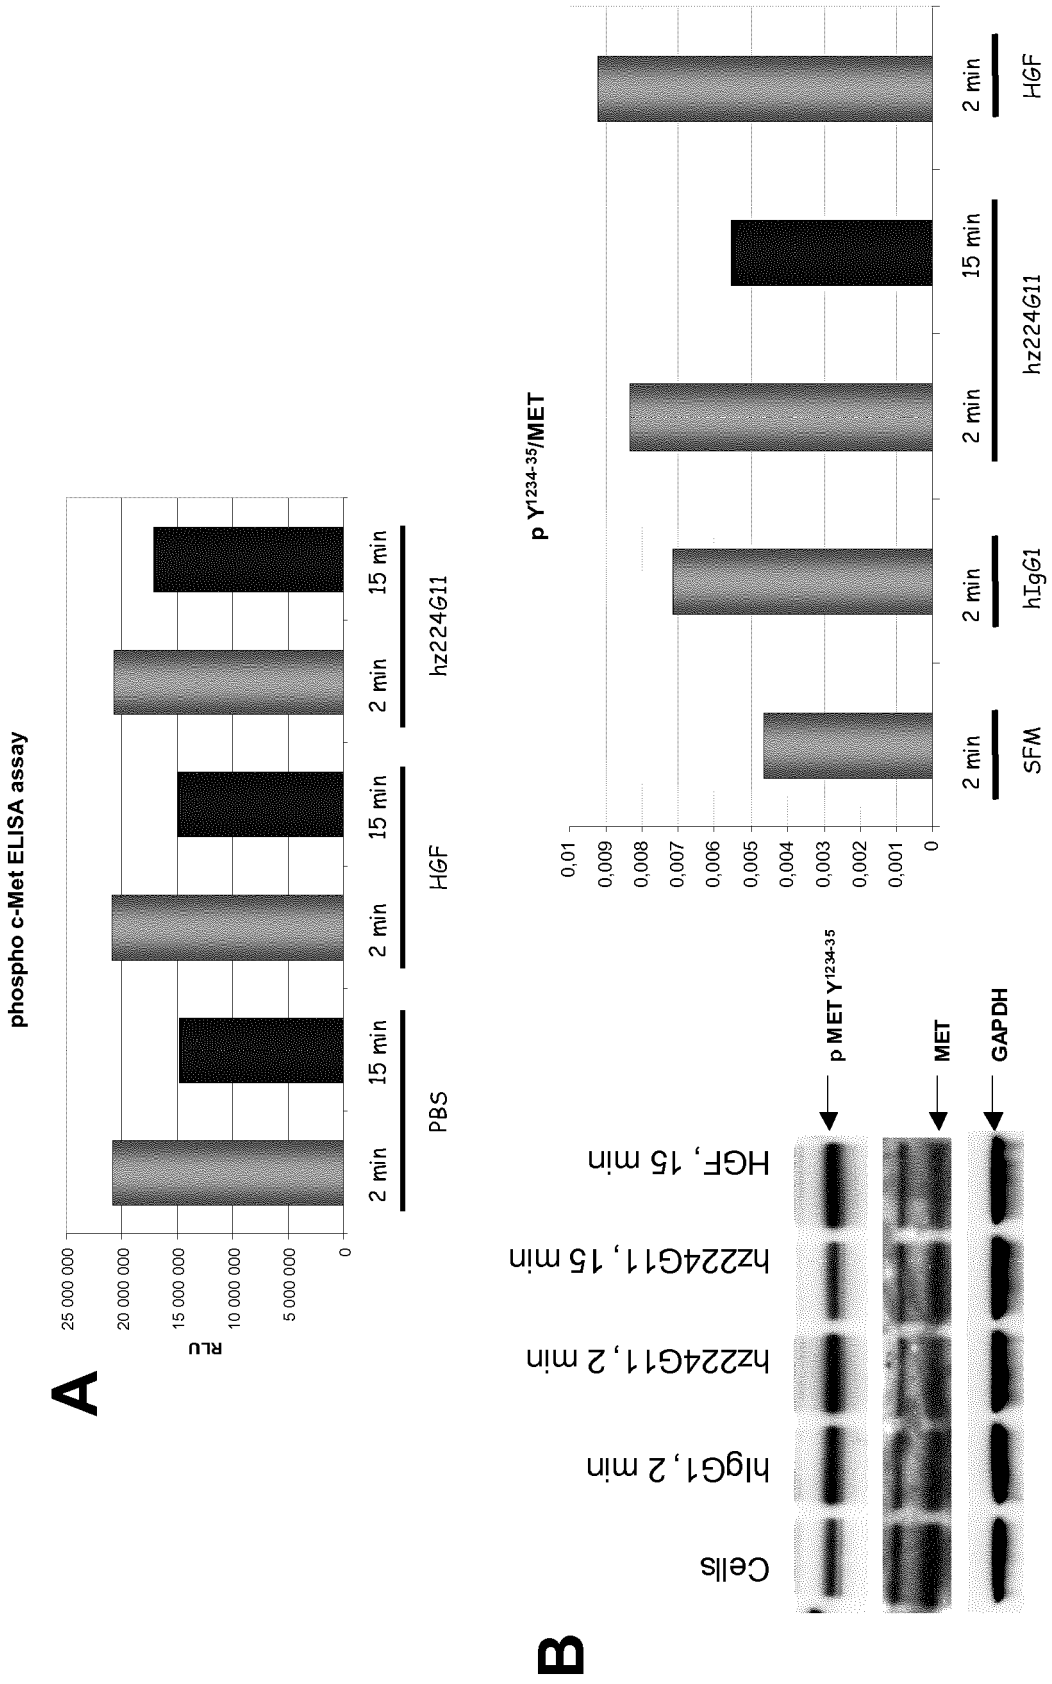 A
phospho c-Met ELISA assay
RLU
25 000 000
20 000 000
15 000 000
10 000 000
5 000 000
0
2 min 15 min 2 min 15 min 2 min 15 min
PBS HGF hz224G11
B
Cells
hIgG1, 2 min
hz224G11, 2 min
hz224G11, 15 min
HGF, 15 min
p MET Y1234-35
MET
GAPDH
p Y1234-35/MET
0,01
0,009
0,008
0,007
0,006
0,005
0,004
0,003
0,002
0,001
0
2 min 2 min 2 min 15 min 2 min
SFM hIgG1 hz224G11 HGF